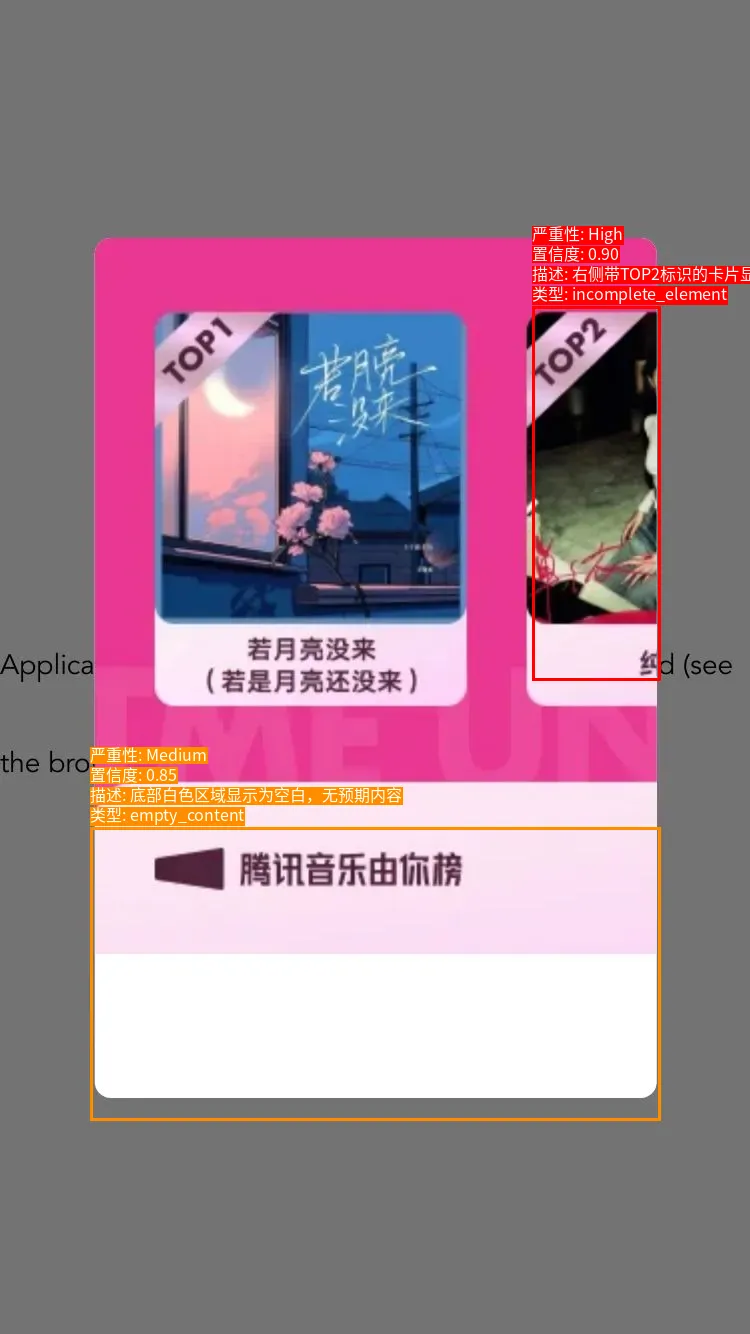 严重性: High
置信度: 0.90
描述: 右侧带TOP2标识的卡片显
类型: incomplete_element
TOP1
若月亮
没来
TOP2
若月亮没来
（若是月亮还没来）
纯
Applica
d (see
TME UN
the bro
严重性: Medium
置信度: 0.85
描述: 底部白色区域显示为空白，无预期内容
类型: empty_content
腾讯音乐由你榜